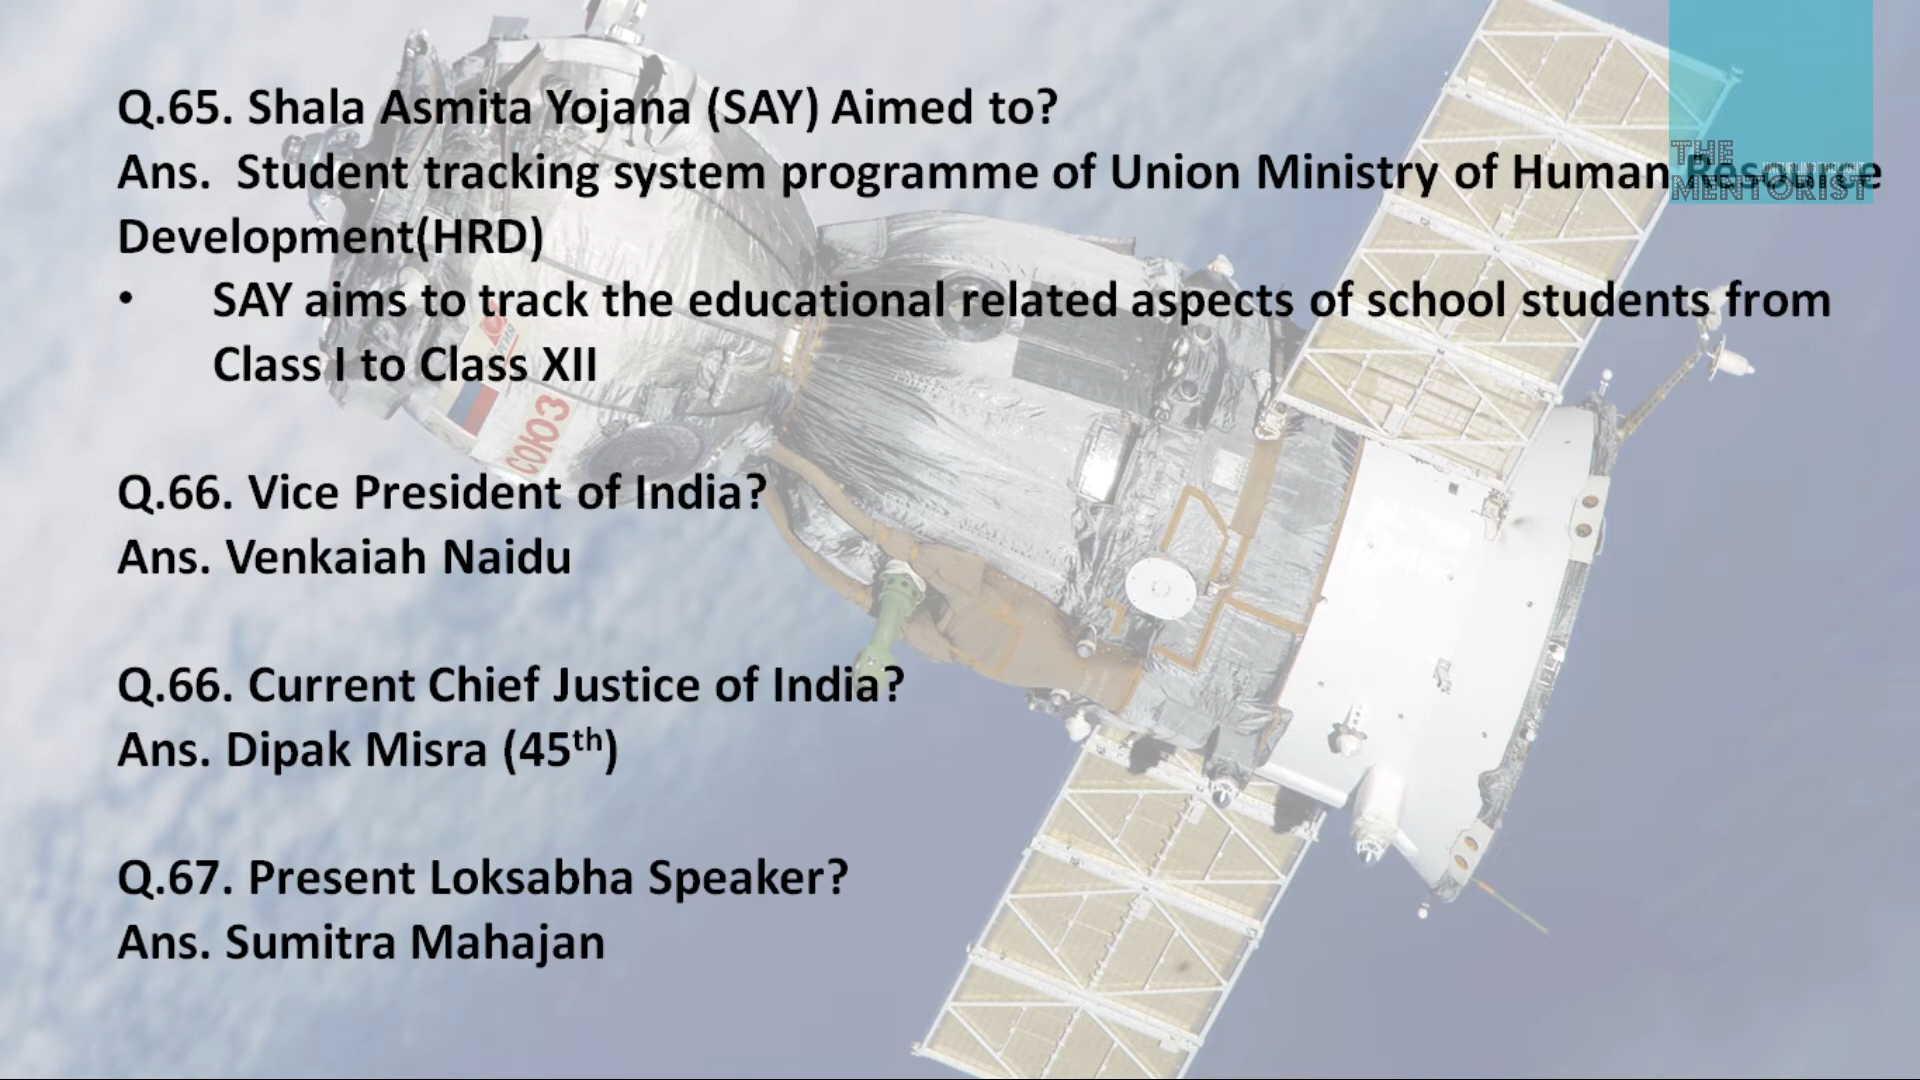 Q.65. Shala Asmita Yojana (SAY) Aimed to?
Ans. Student tracking system programme of Union Ministry of Human Resource
Development(HRD)
• SAY aims to track the educational related aspects of school students from
Class I to Class XII
Q.66. Vice President of India?
Ans. Venkaiah Naidu
Q.66. Current Chief Justice of India?
Ans. Dipak Misra (45th)
Q.67. Present Loksabha Speaker?
Ans. Sumitra Mahajan
THE
MENTORIST
СОЮЗ